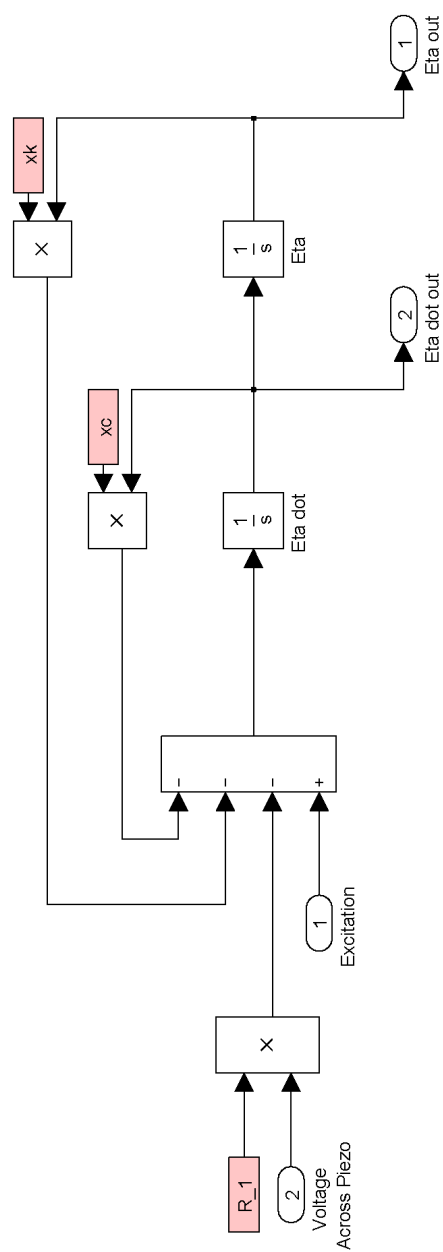 R_1
2
Voltage
Across Piezo
×
1
Excitation
-
-
-
+
xc
×
1
s
Eta dot
xk
×
1
s
Eta
2
Eta dot out
1
Eta out